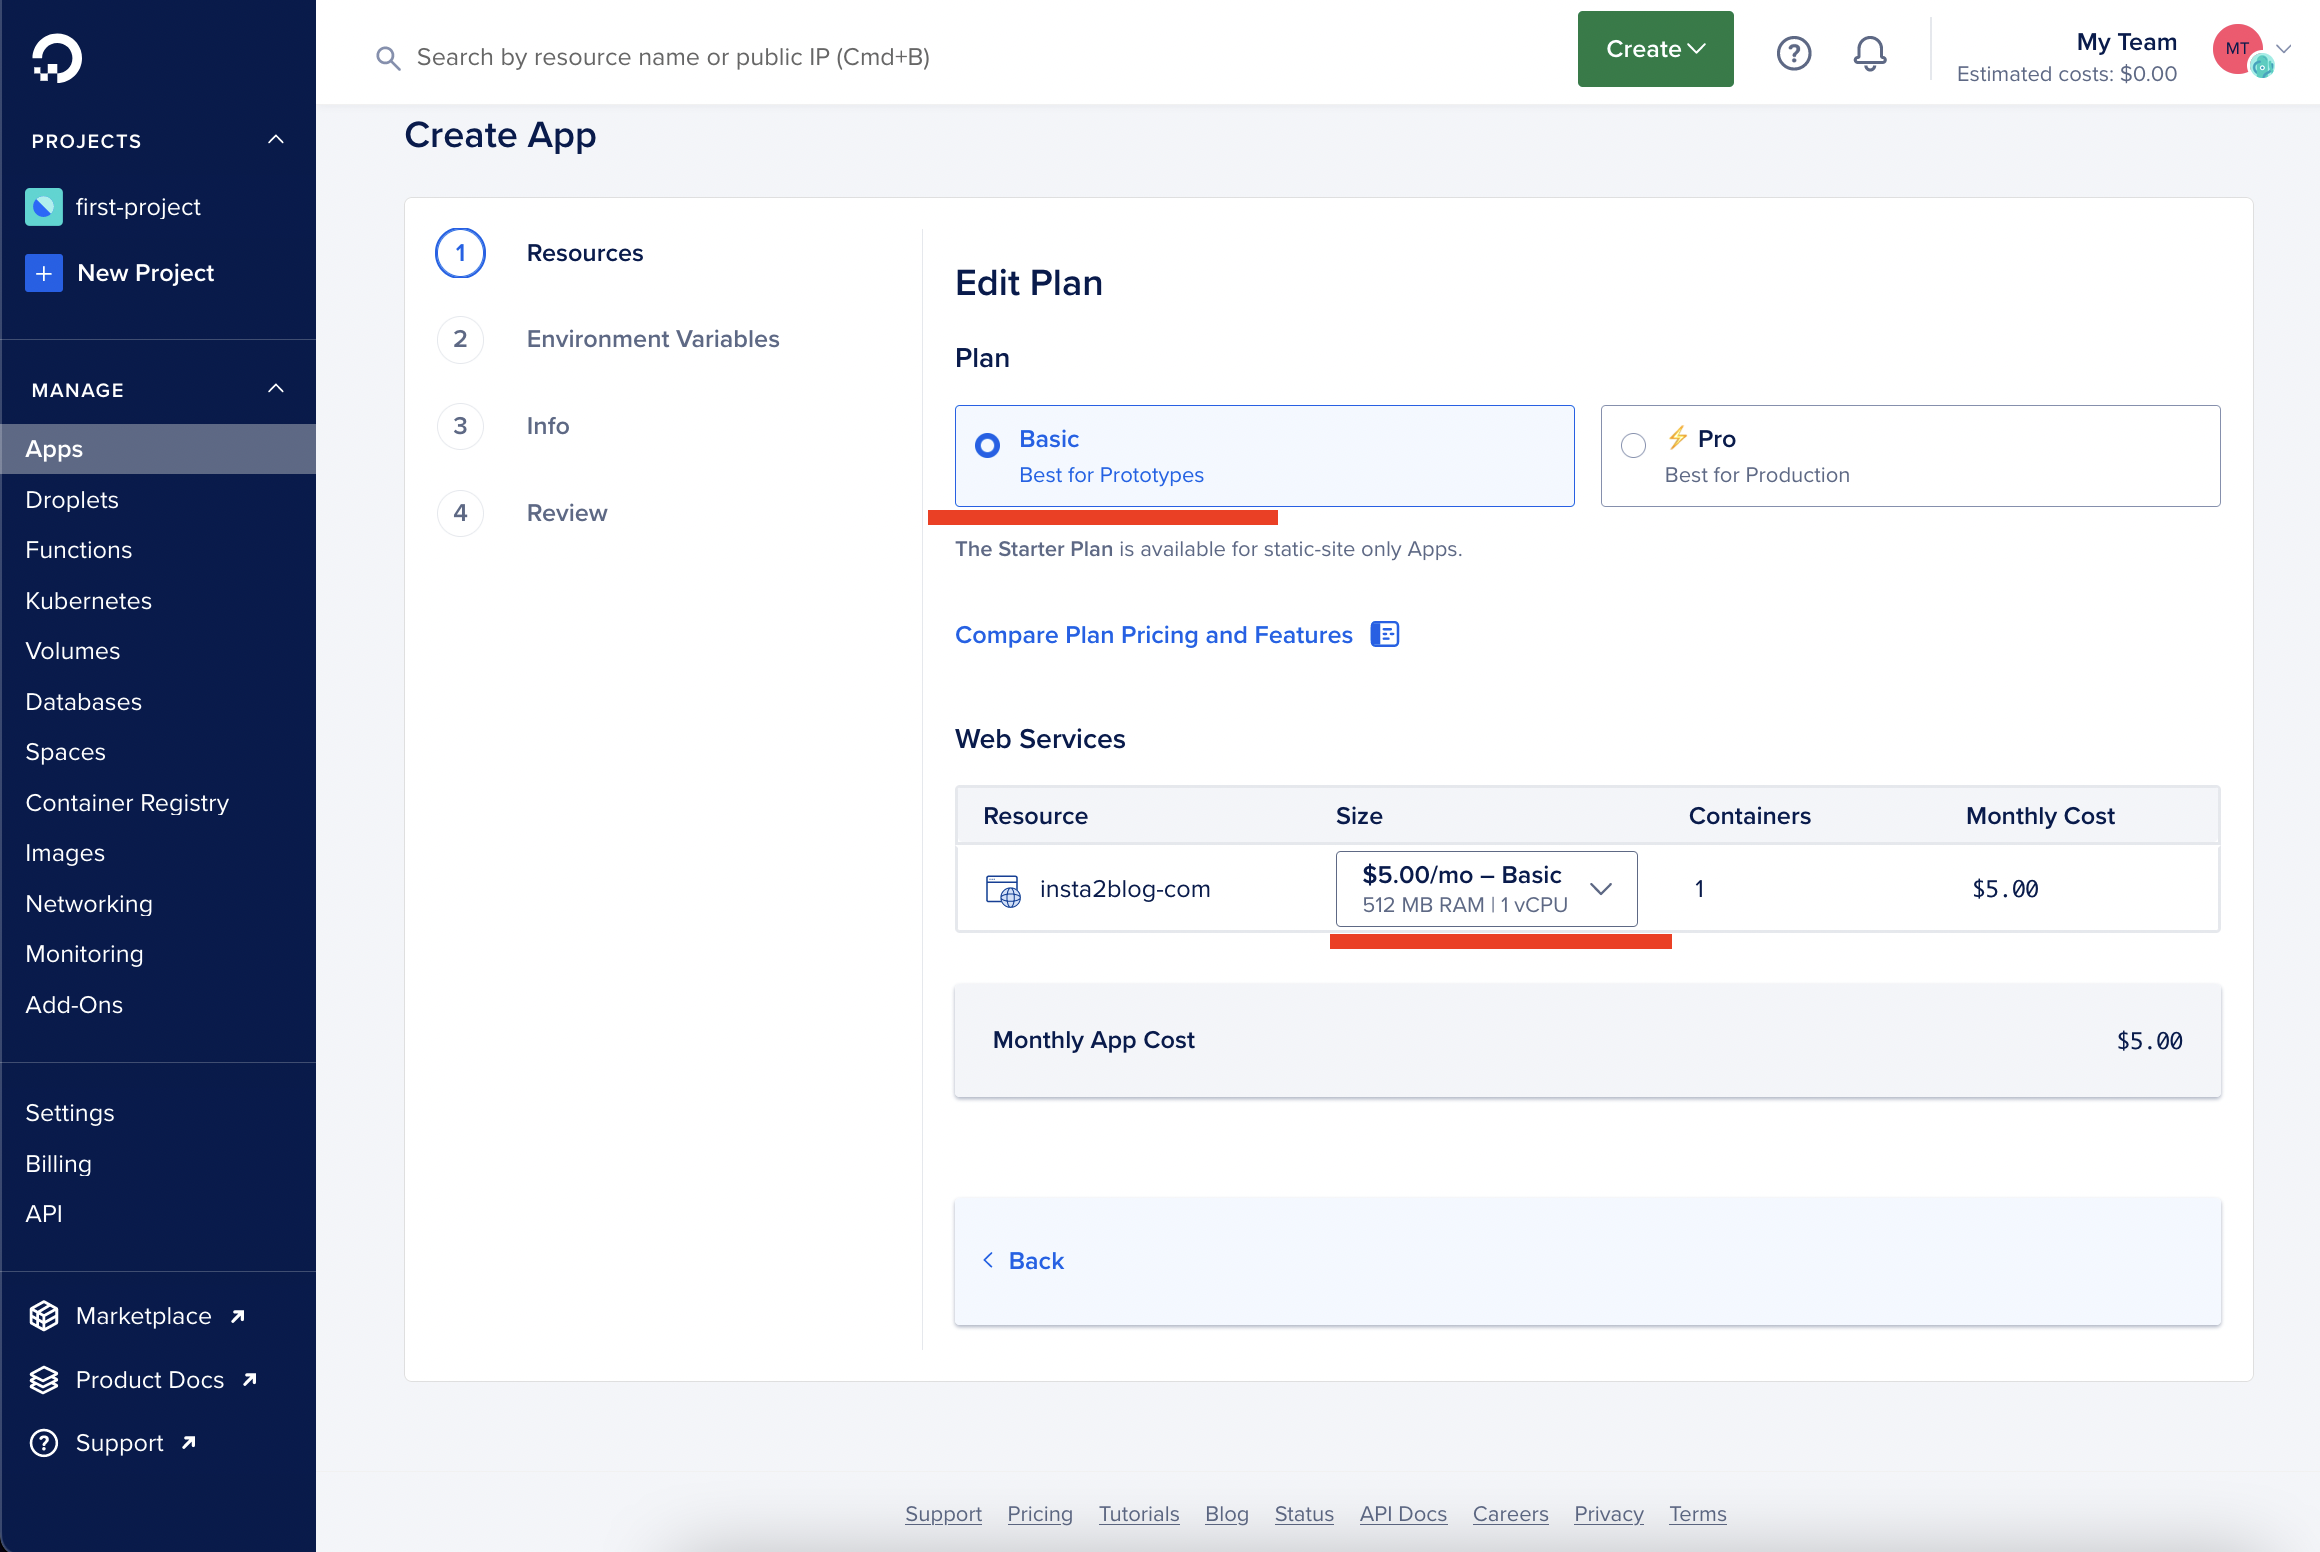 Search by resource name or public IP (Cmd+B)
Create
My Team
Estimated costs: $0.00
MT
PROJECTS
first-project
New Project
MANAGE
Apps
Droplets
Functions
Kubernetes
Volumes
Databases
Spaces
Container Registry
Images
Networking
Monitoring
Add-Ons
Settings
Billing
API
Marketplace
Product Docs
Support
Create App
1 Resources
2 Environment Variables
3 Info
4 Review
Edit Plan
Plan
Basic
Best for Prototypes
⚡ Pro
Best for Production
The Starter Plan is available for static-site only Apps.
Compare Plan Pricing and Features
Web Services
Resource Size Containers Monthly Cost
insta2blog-com $5.00/mo – Basic 1 $5.00
512 MB RAM | 1 vCPU
Monthly App Cost $5.00
Back
Support Pricing Tutorials Blog Status API Docs Careers Privacy Terms